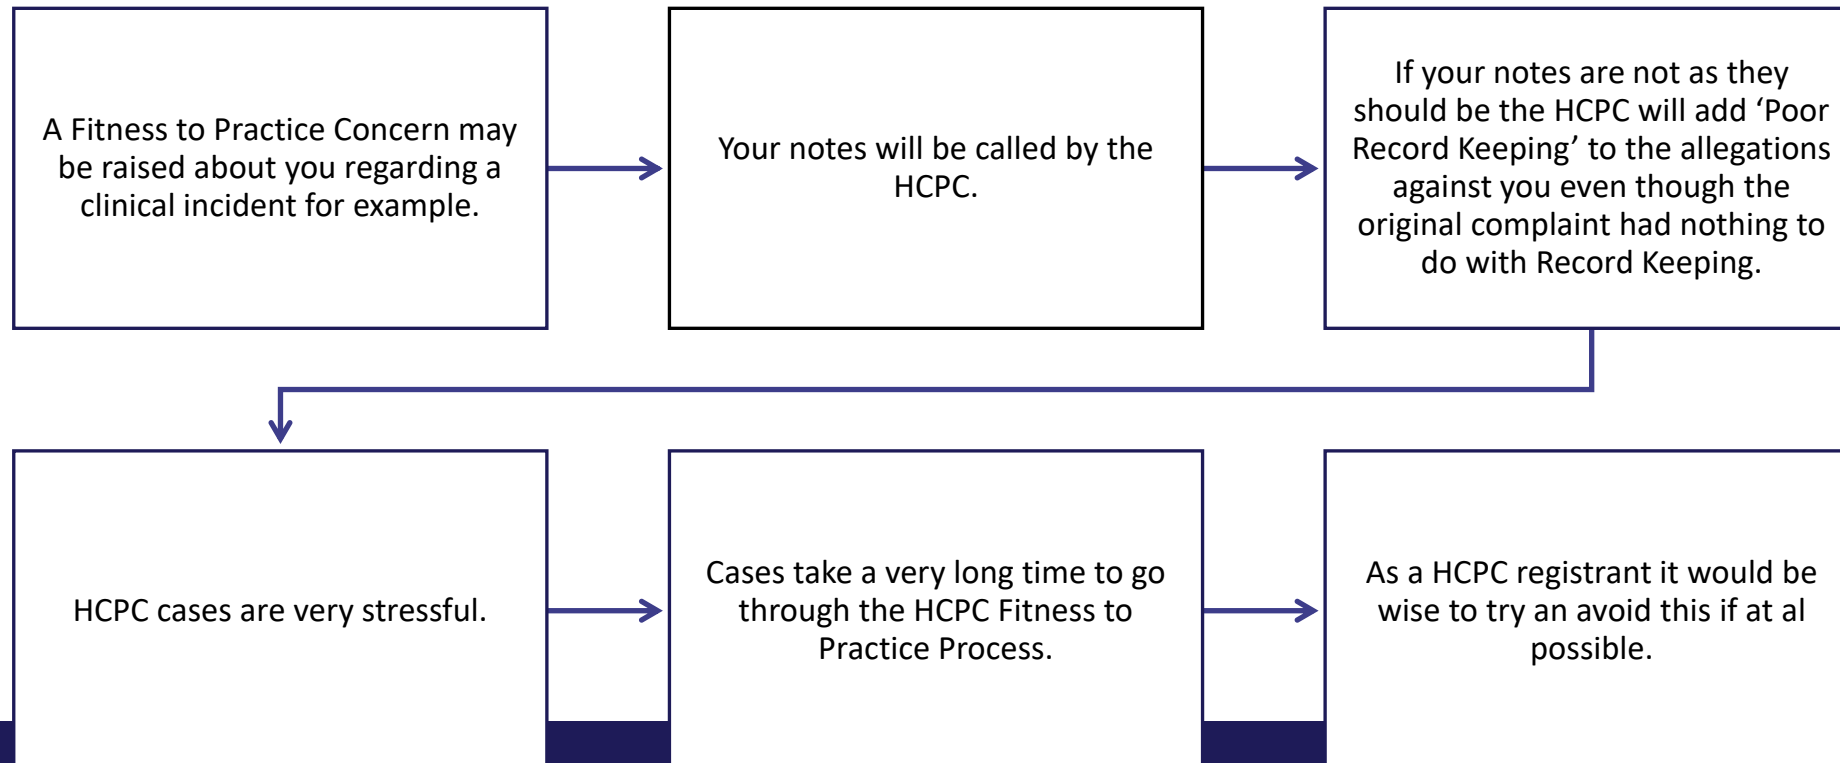 A Fitness to Practice Concern may
be raised about you regarding a
clinical incident for example.
Your notes will be called by the
HCPC.
If your notes are not as they
should be the HCPC will add ‘Poor
Record Keeping’ to the allegations
against you even though the
original complaint had nothing to
do with Record Keeping.
HCPC cases are very stressful.
Cases take a very long time to go
through the HCPC Fitness to
Practice Process.
As a HCPC registrant it would be
wise to try an avoid this if at al
possible.